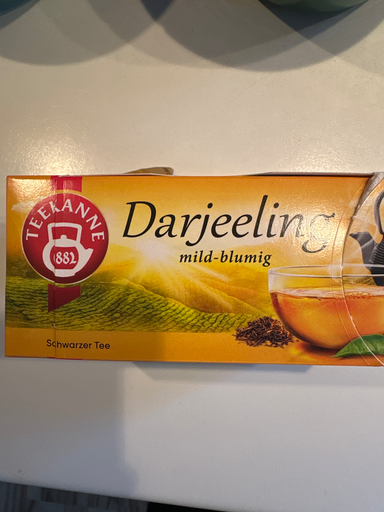 TEEKANNE
1882
Darjeeling
mild-blumig
Schwarzer Tee